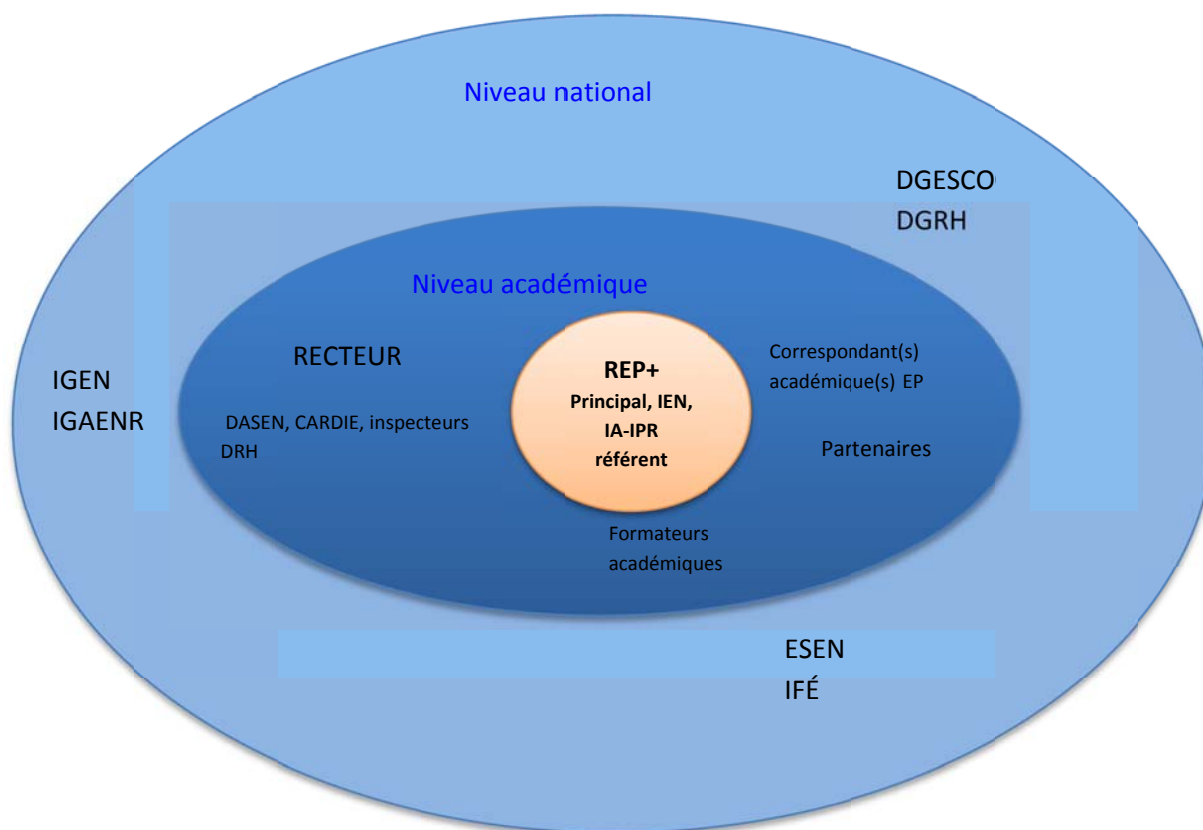 Niveau national
DGESCO
DGRH
Niveau académique
RECTEUR
DASEN, CARDIE, inspecteurs
DRH
IGEN
IGAENR
REP+
Principal, IEN,
IA-IPR
référent
Correspondant(s)
académique(s) EP
Partenaires
Formateurs
académiques
ESEN
IFÉ